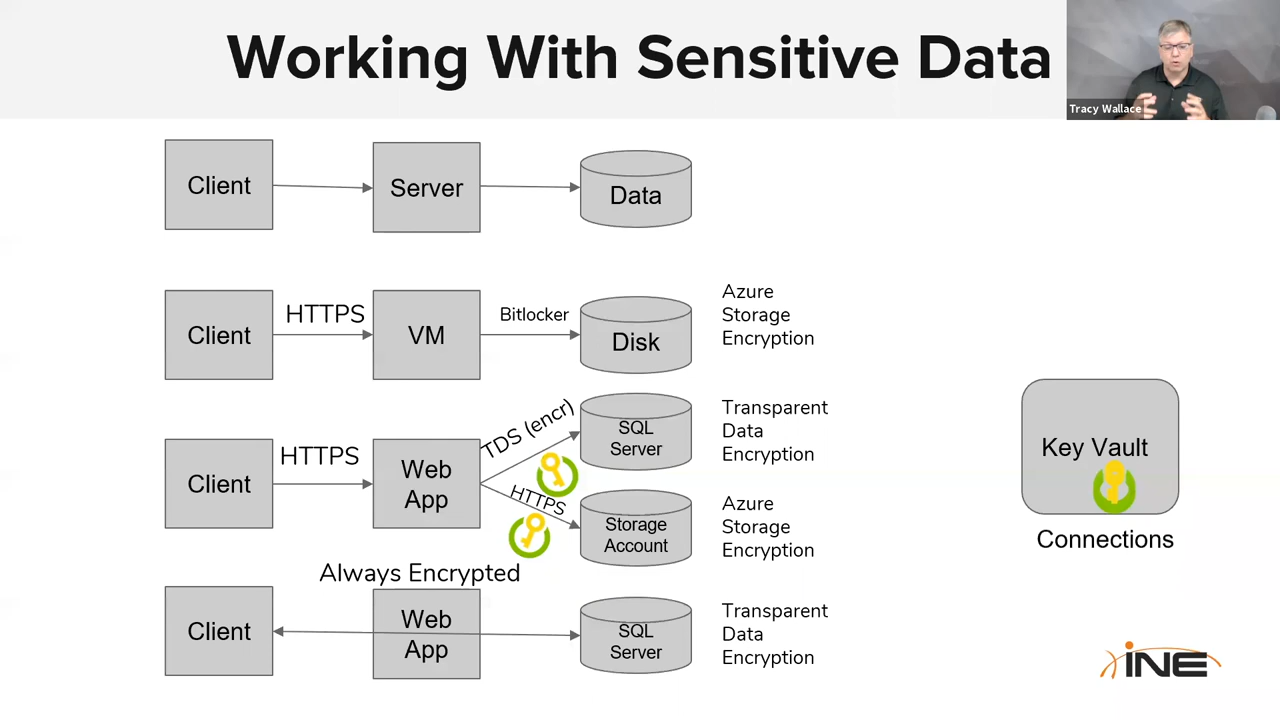 Working With Sensitive Data
Tracy Wallace
Client
Server
Data
Client
HTTPS
VM
Bitlocker
Disk
Azure
Storage
Encryption
Client
HTTPS
Web
App
TDS (encr)
SQL
Server
Transparent
Data
Encryption
HTTPS
Storage
Account
Azure
Storage
Encryption
Key Vault
Connections
Always Encrypted
Client
Web
App
SQL
Server
Transparent
Data
Encryption
iNE